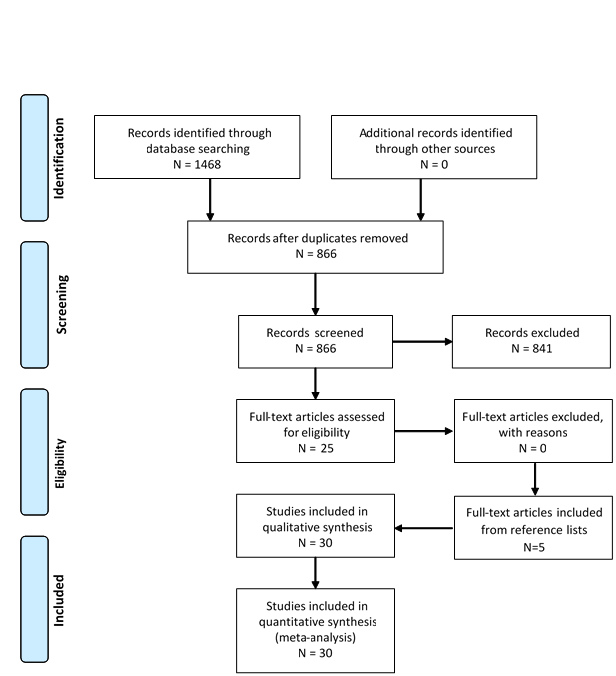 Identification
Records identified through
database searching
N = 1468
Additional records identified
through other sources
N = 0
Records after duplicates removed
N = 866
Screening
Records screened
N = 866
Records excluded
N = 841
Eligibility
Full-text articles assessed
for eligibility
N = 25
Full-text articles excluded,
with reasons
N = 0
Studies included in
qualitative synthesis
N = 30
Full-text articles included
from reference lists
N=5
Included
Studies included in
quantitative synthesis
(meta-analysis)
N = 30